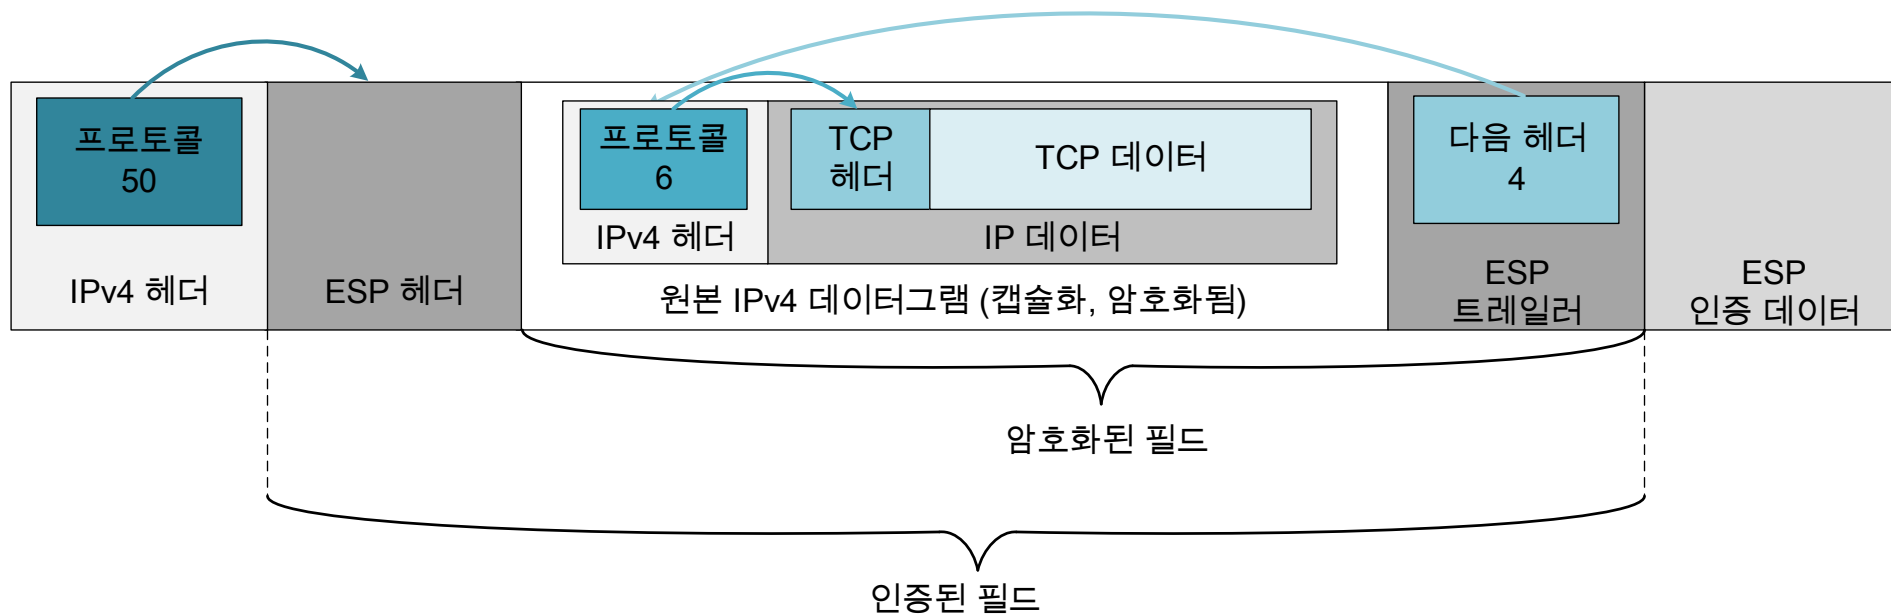 프로토콜
50
IPv4 헤더
ESP 헤더
프로토콜
6
IPv4 헤더
TCP
헤더
TCP 데이터
IP 데이터
원본 IPv4 데이터그램 (캡슐화, 암호화됨)
다음 헤더
4
ESP
트레일러
ESP
인증 데이터
암호화된 필드
인증된 필드